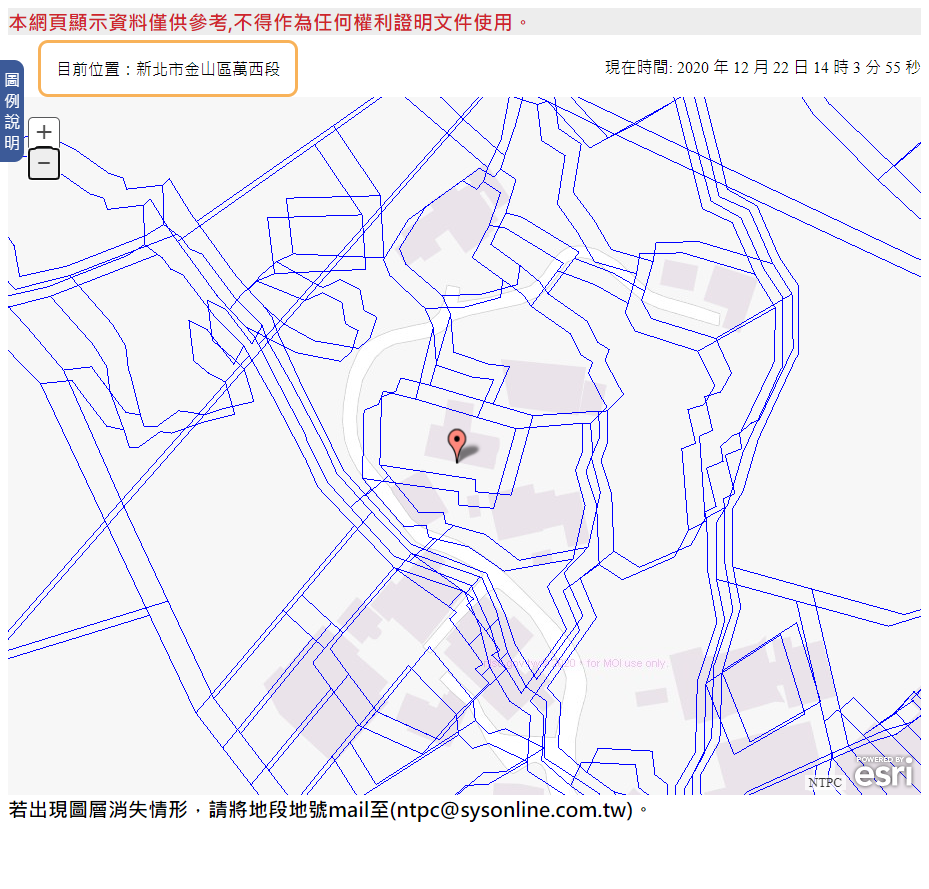 本網頁顯示資料僅供參考,不得作為任何權利證明文件使用。
目前位置：新北市金山區萬西段
現在時間: 2020 年 12 月 22 日 14 時 3 分 55 秒
圖例說明
+
−
for MOI use only.
POWERED BY
esri
NTPC
若出現圖層消失情形，請將地段地號mail至(ntpc@sysonline.com.tw)。